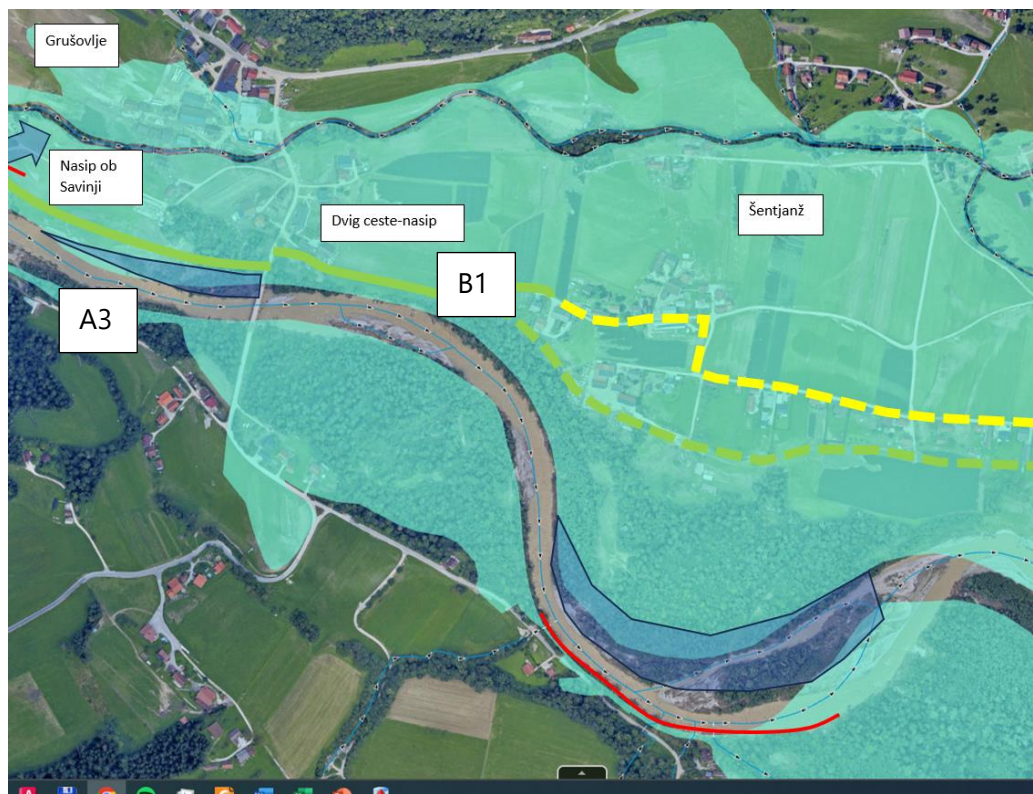 Grušovlje
Nasip ob
Savinji
Dvig ceste-nasip
Šentjanž
B1
A3